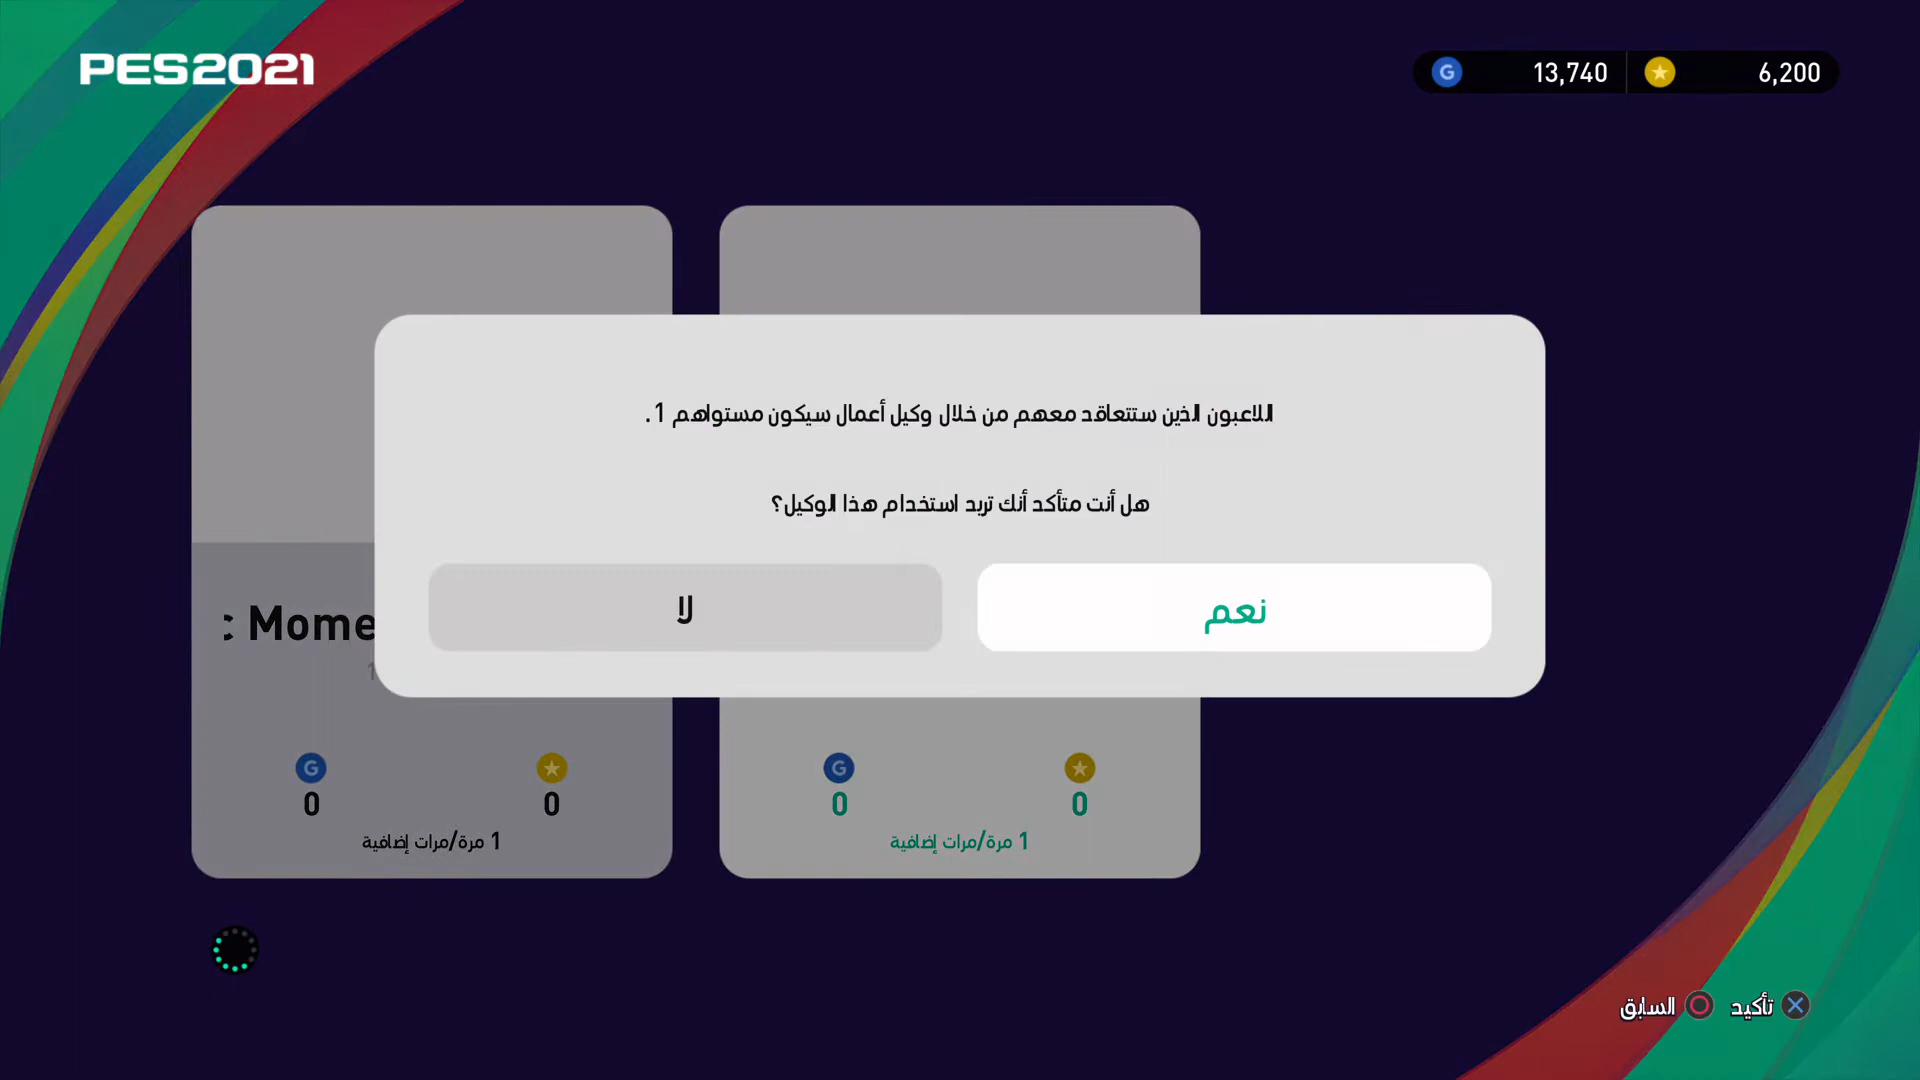 PES2021
13,740
6,200
اللاعبون الذين ستتعاقد معهم من خلال وكيل أعمال سيكون مستواهم 1.
هل أنت متأكد أنك تريد استخدام هذا الوكيل؟
نعم
لا
c Mome
1
0
0
1 مرة/مرات إضافية
0
0
1 مرة/مرات إضافية
تأكيد
السابق